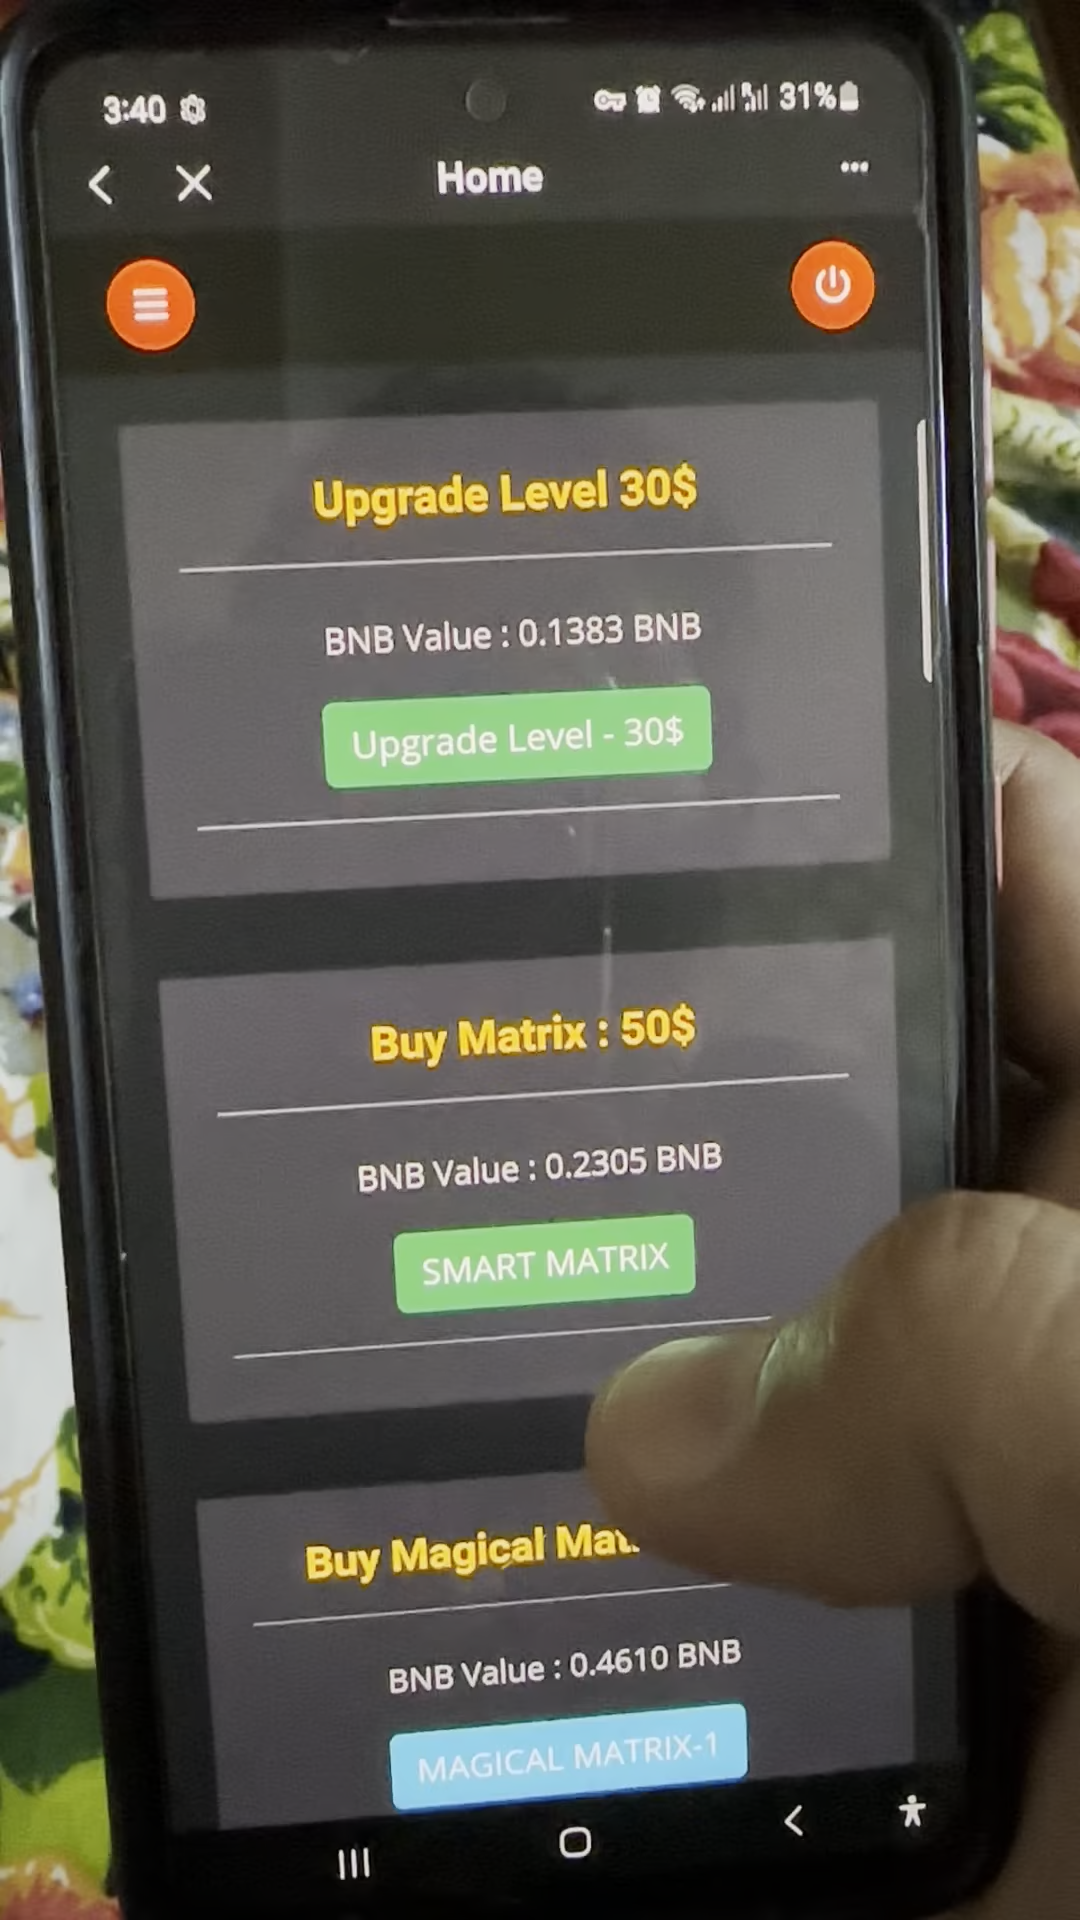 3:40
31%
Home
Upgrade Level 30$
BNB Value : 0.1383 BNB
Upgrade Level - 30$
Buy Matrix : 50$
BNB Value : 0.2305 BNB
SMART MATRIX
Buy Magical
BNB Value : 0.4610 BNB
MAGICAL MATRIX-1